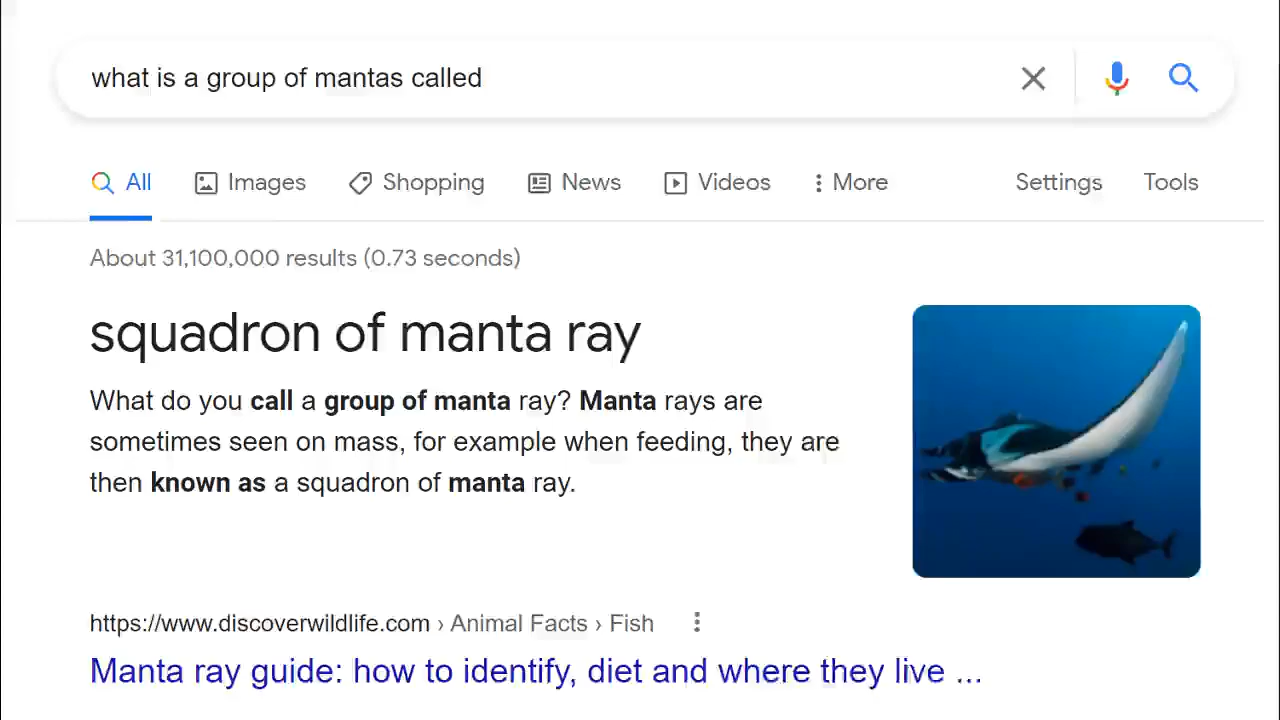 what is a group of mantas called
All Images Shopping News Videos More Settings Tools
About 31,100,000 results (0.73 seconds)
squadron of manta ray
What do you call a group of manta ray? Manta rays are
sometimes seen on mass, for example when feeding, they are
then known as a squadron of manta ray.
https://www.discoverwildlife.com › Animal Facts › Fish
Manta ray guide: how to identify, diet and where they live ...